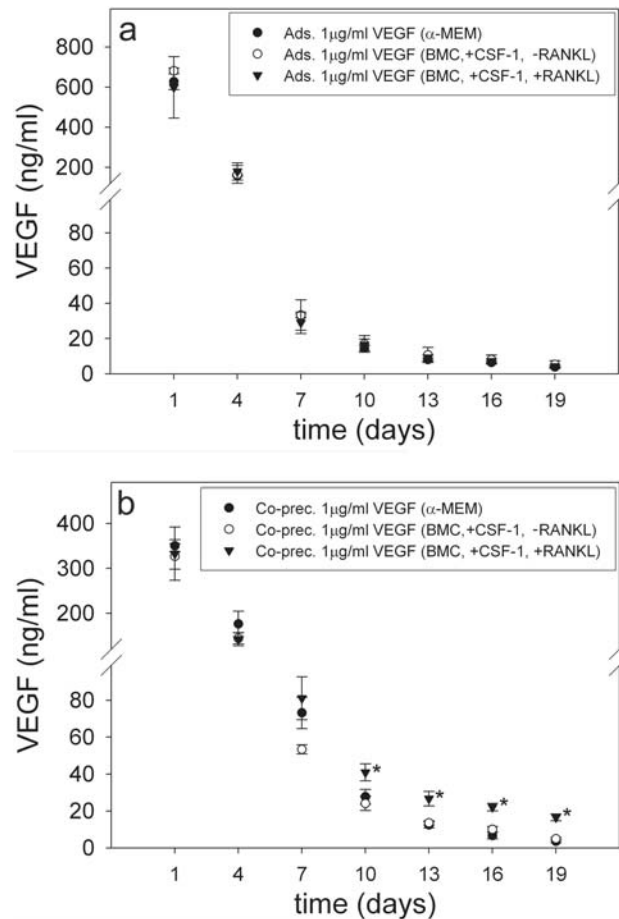 a
Ads. 1µg/ml VEGF (α-MEM)
Ads. 1µg/ml VEGF (BMC,+CSF-1, -RANKL)
Ads. 1µg/ml VEGF (BMC, +CSF-1, +RANKL)
VEGF (ng/ml)
800
600
400
200
80
60
40
20
0
1 4 7 10 13 16 19
time (days)
b
Co-prec. 1µg/ml VEGF (α-MEM)
Co-prec. 1µg/ml VEGF (BMC,+CSF-1, -RANKL)
Co-prec. 1µg/ml VEGF (BMC, +CSF-1, +RANKL)
VEGF (ng/ml)
400
300
200
80
60
40
20
0
*
*
*
*
1 4 7 10 13 16 19
time (days)